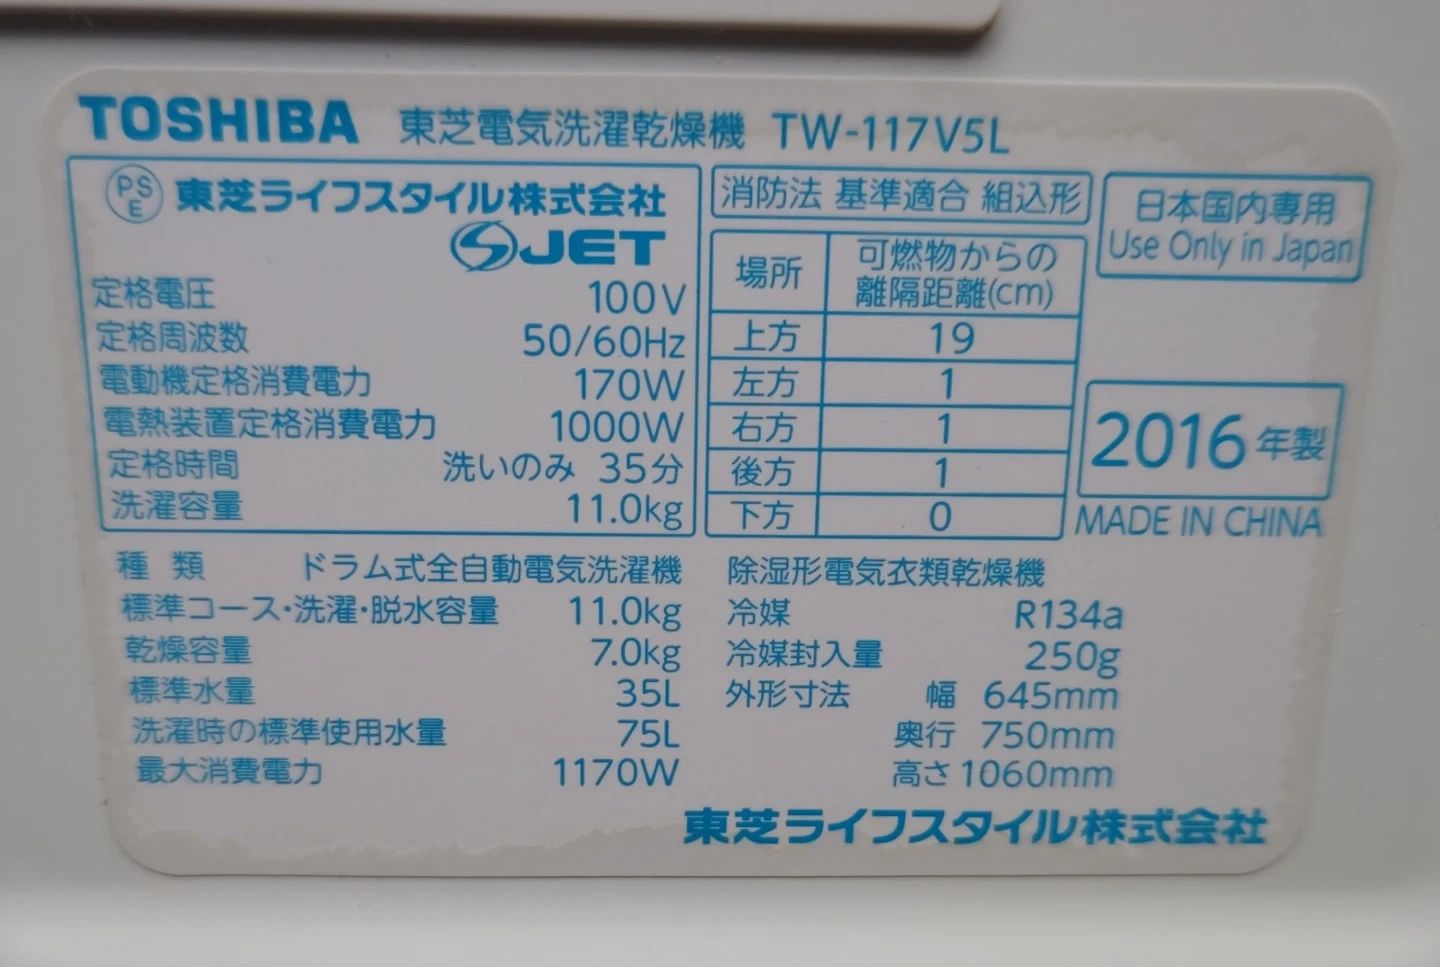 TOSHIBA 東芝電気洗濯乾燥機 TW-117V5L
PSE 東芝ライフスタイル株式会社
JET
定格電圧 100V
定格周波数 50/60Hz
電動機定格消費電力 170W
電熱装置定格消費電力 1000W
定格時間 洗いのみ 35分
洗濯容量 11.0kg
消防法 基準適合 組込形
場所 可燃物からの離隔距離(cm)
上方 19
左方 1
右方 1
後方 1
下方 0
日本国内専用
Use Only in Japan
2016年製
MADE IN CHINA
種類 ドラム式全自動電気洗濯機
標準コース・洗濯・脱水容量 11.0kg
乾燥容量 7.0kg
標準水量 35L
洗濯時の標準使用水量 75L
最大消費電力 1170W
除湿形電気衣類乾燥機
冷媒 R134a
冷媒封入量 250g
外形寸法 幅 645mm
奥行 750mm
高さ 1060mm
東芝ライフスタイル株式会社